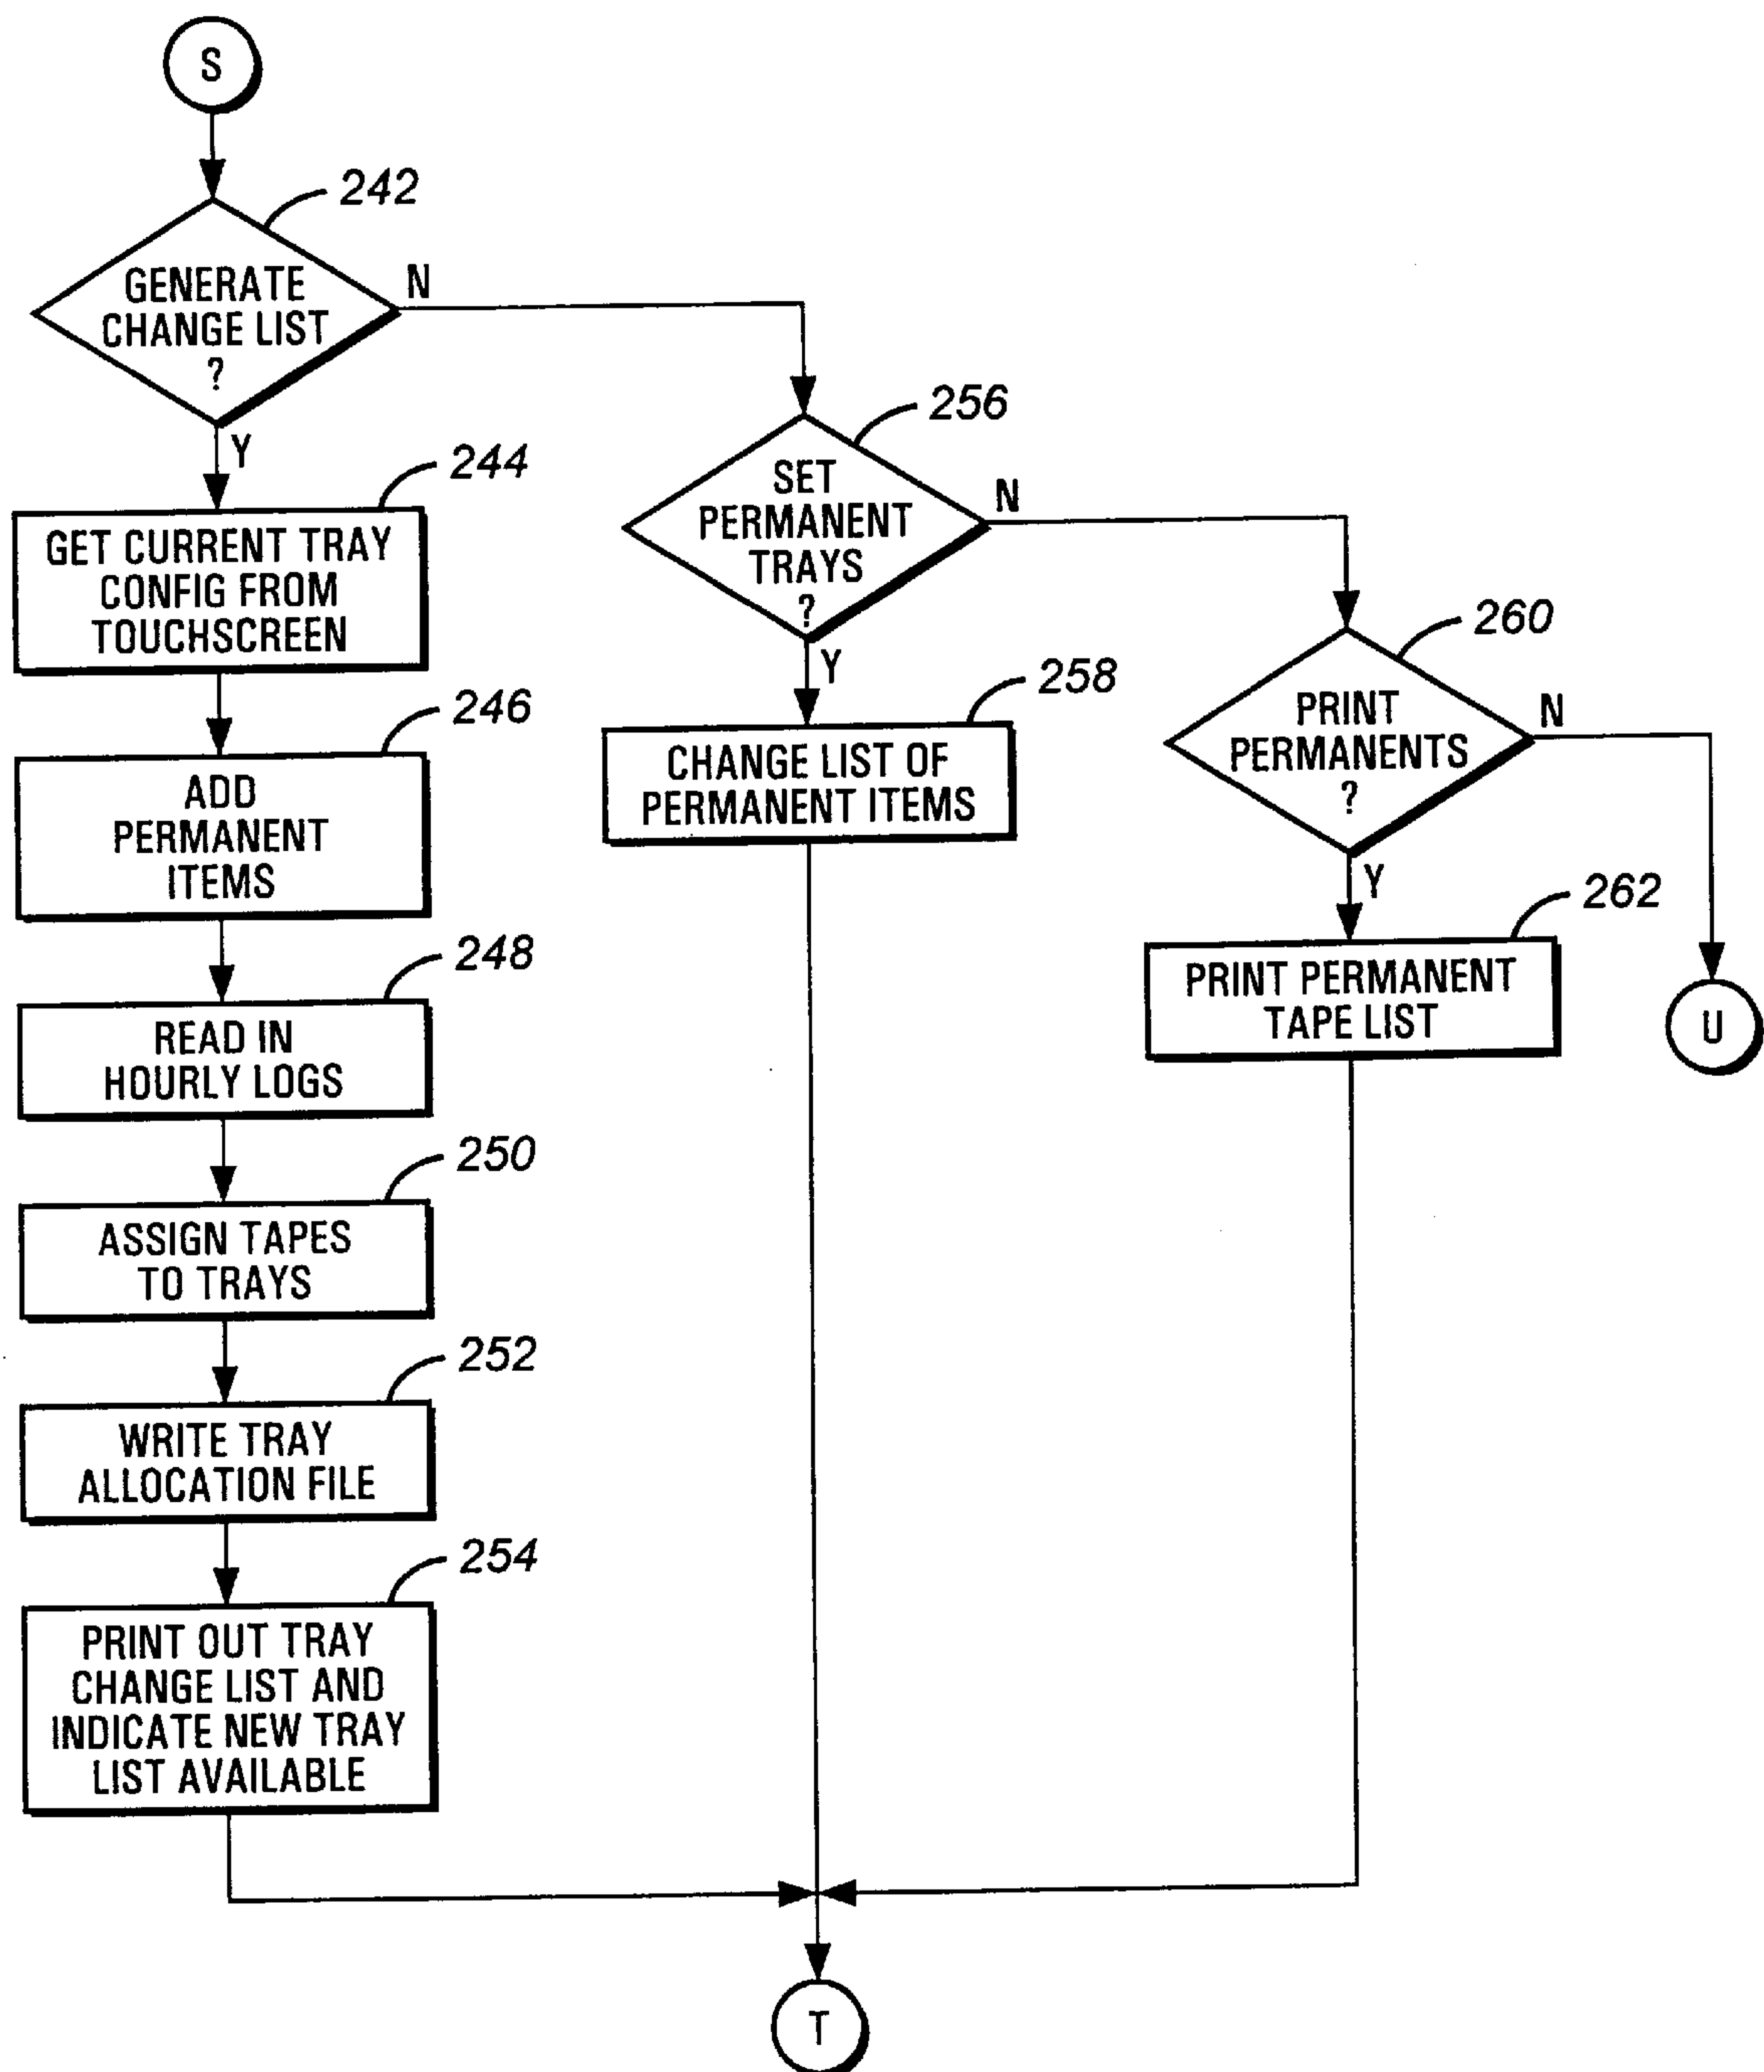 S
242
GENERATE
CHANGE LIST
?
N
Y
244
GET CURRENT TRAY
CONFIG FROM
TOUCHSCREEN
246
ADD
PERMANENT
ITEMS
248
READ IN
HOURLY LOGS
250
ASSIGN TAPES
TO TRAYS
252
WRITE TRAY
ALLOCATION FILE
254
PRINT OUT TRAY
CHANGE LIST AND
INDICATE NEW TRAY
LIST AVAILABLE
256
SET
PERMANENT
TRAYS
?
N
Y
258
CHANGE LIST OF
PERMANENT ITEMS
260
PRINT
PERMANENTS
?
N
Y
262
PRINT PERMANENT
TAPE LIST
U
T